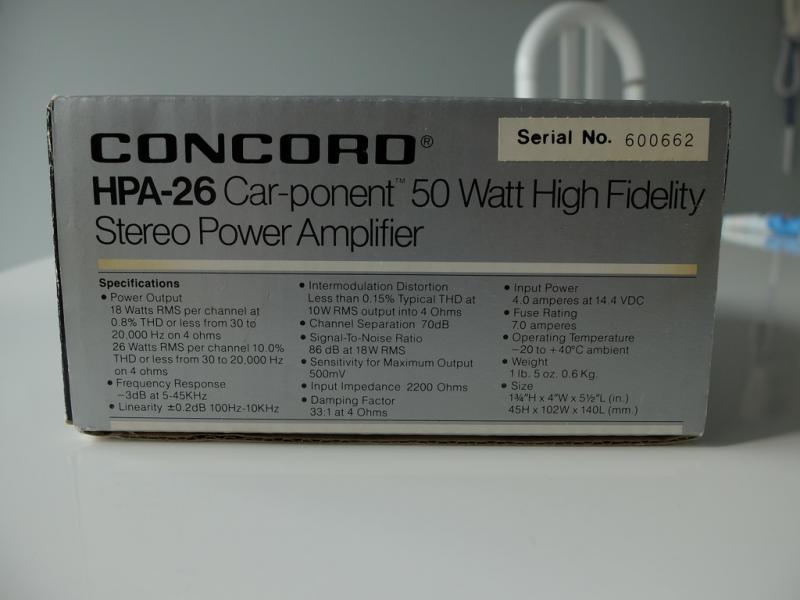 CONCORD®
Serial No. 600662
HPA-26 Car-ponent™ 50 Watt High Fidelity
Stereo Power Amplifier
Specifications
• Power Output
18 Watts RMS per channel at
0.8% THD or less from 30 to
20,000 Hz on 4 ohms
26 Watts RMS per channel 10.0%
THD or less from 30 to 20,000 Hz
on 4 ohms
• Frequency Response
−3dB at 5-45KHz
• Linearity ±0.2dB 100Hz-10KHz
• Intermodulation Distortion
Less than 0.15% Typical THD at
10W RMS output into 4 Ohms
• Channel Separation 70dB
• Signal-To-Noise Ratio
86 dB at 18W RMS
• Sensitivity for Maximum Output
500mV
• Input Impedance 2200 Ohms
• Damping Factor
33:1 at 4 Ohms
• Input Power
4.0 amperes at 14.4 VDC
• Fuse Rating
7.0 amperes
• Operating Temperature
−20 to +40°C ambient
• Weight
1 lb. 5 oz. 0.6 Kg.
• Size
1¾"H x 4"W x 5½"L (in.)
45H x 102W x 140L (mm.)